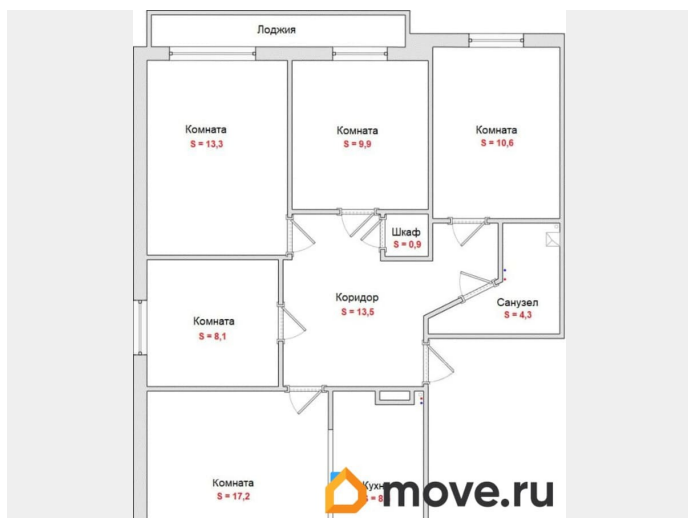 Лоджия
Комната
S = 13,3
Комната
S = 9,9
Комната
S = 10,6
Шкаф
S = 0,9
Коридор
S = 13,5
Санузел
S = 4,3
Комната
S = 8,1
Комната
S = 17,2
move.ru